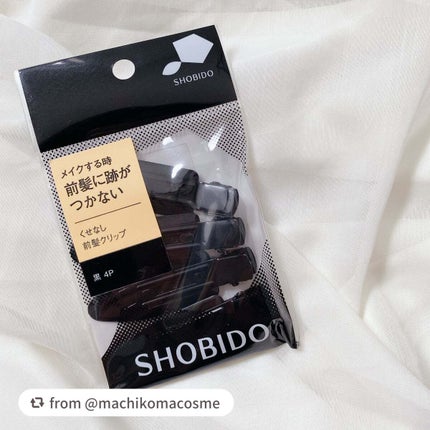 SHOBIDO
メイクする時
前髪に跡が
つかない
くせなし
前髪クリップ
黒 4P
SHOBIDO
from @machikomacosme